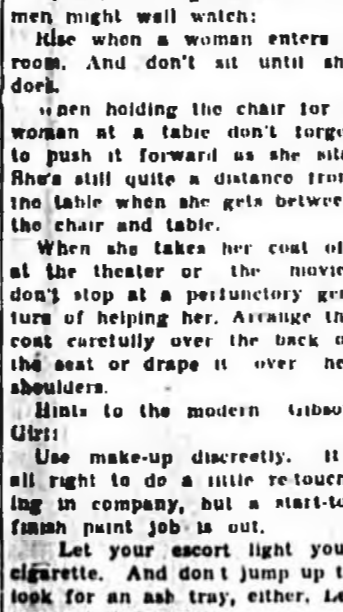 men might well watch:
Rise when a woman enters
room. And don't sit until sh
does.
When holding the chair for
woman at a table don't forge
to push it forward as she sits
She's still quite a distance from
the table when she gets betwee
the chair and table.
When she takes her coat of
at the theater or the movie
don't stop at a perfunctory ges
ture of helping her. Arrange th
coat carefully over the back o
the seat or drape it over he
shoulders.
Hints to the modern Gibso
Girl:
Use make-up discreetly. It
all right to do a little retouch
ing in company, but a start-to
finish paint job is out.
Let your escort light you
cigarette. And don't jump up t
look for an ash tray, either. Le